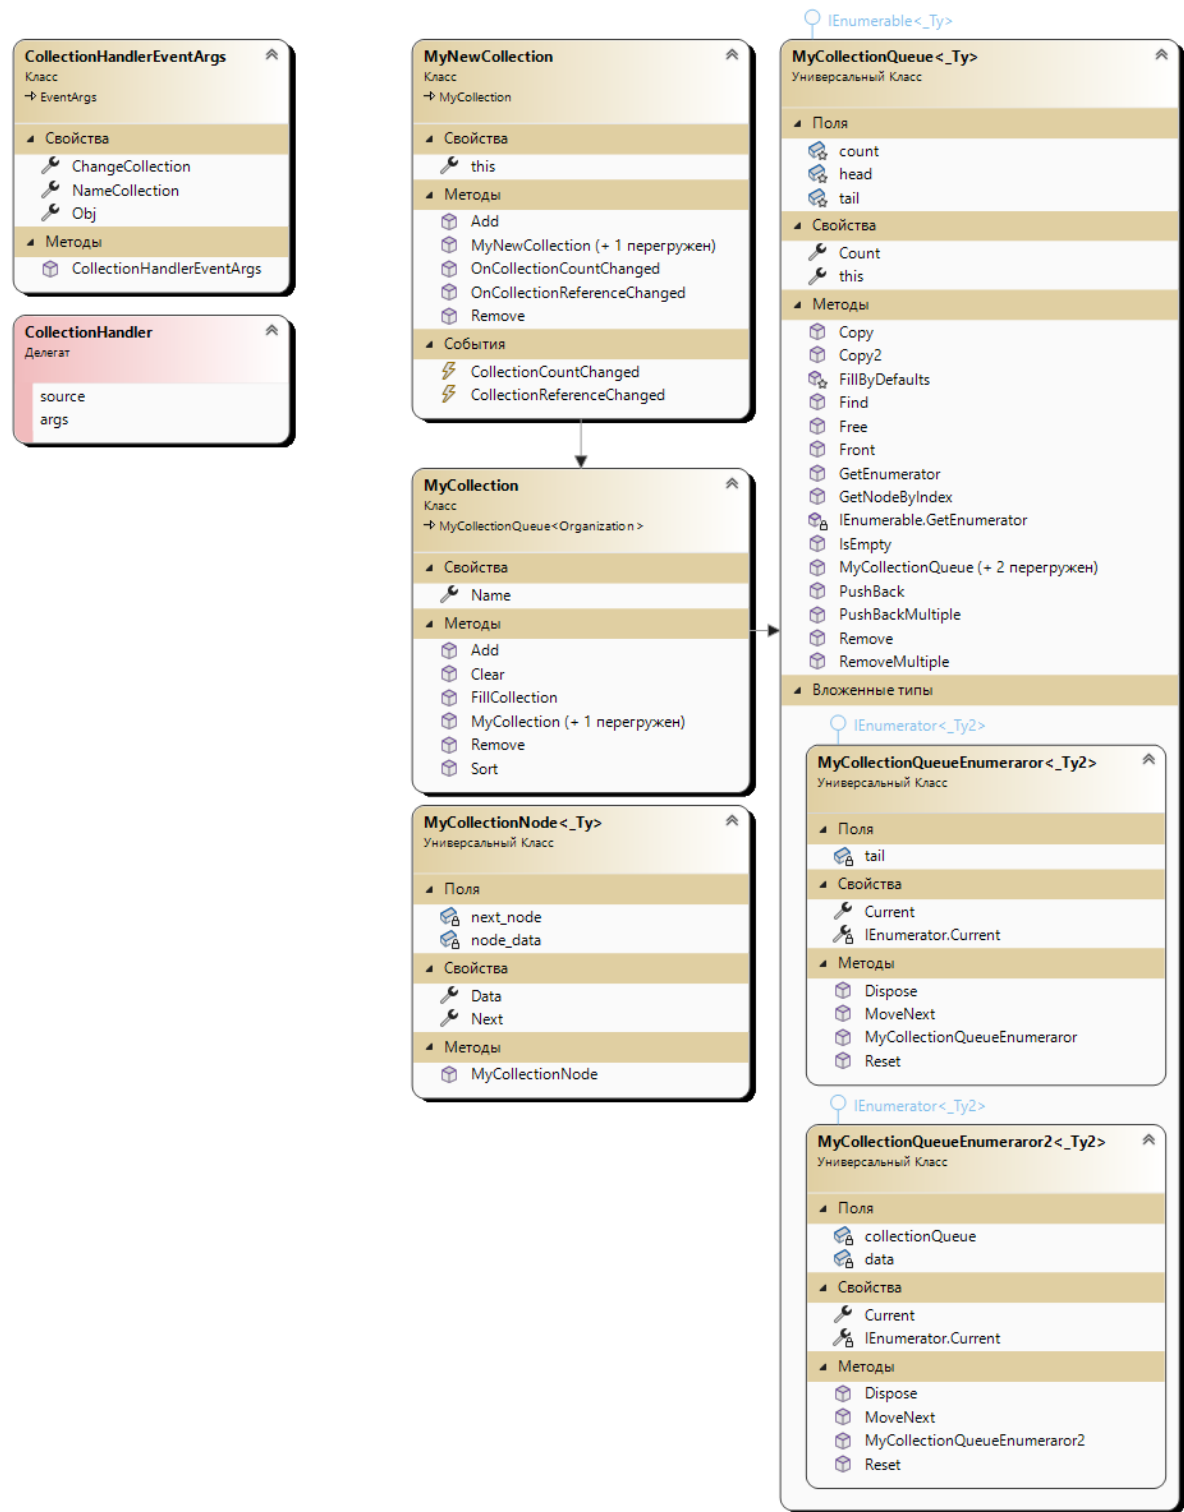 CollectionHandlerEventArgs
Класс
EventArgs
Свойства
ChangeCollection
NameCollection
Obj
Методы
CollectionHandlerEventArgs
CollectionHandler
Делегат
source
args
MyNewCollection
Класс
MyCollection
Свойства
this
Методы
Add
MyNewCollection (+ 1 перегружен)
OnCollectionCountChanged
OnCollectionReferenceChanged
Remove
События
CollectionCountChanged
CollectionReferenceChanged
MyCollection
Класс
MyCollectionQueue<Organization>
Свойства
Name
Методы
Add
Clear
FillCollection
MyCollection (+ 1 перегружен)
Remove
Sort
MyCollectionNode<_Ty>
Универсальный Класс
Поля
next_node
node_data
Свойства
Data
Next
Методы
MyCollectionNode
IEnumerable<_Ty>
MyCollectionQueue<_Ty>
Универсальный Класс
Поля
count
head
tail
Свойства
Count
this
Методы
Copy
Copy2
FillByDefaults
Find
Free
Front
GetEnumerator
GetNodeByIndex
IEnumerable.GetEnumerator
IsEmpty
MyCollectionQueue (+ 2 перегружен)
PushBack
PushBackMultiple
Remove
RemoveMultiple
Вложенные типы
IEnumerator<_Ty2>
MyCollectionQueueEnumeraror<_Ty2>
Универсальный Класс
Поля
tail
Свойства
Current
IEnumerator.Current
Методы
Dispose
MoveNext
MyCollectionQueueEnumeraror
Reset
IEnumerator<_Ty2>
MyCollectionQueueEnumeraror2<_Ty2>
Универсальный Класс
Поля
collectionQueue
data
Свойства
Current
IEnumerator.Current
Методы
Dispose
MoveNext
MyCollectionQueueEnumeraror2
Reset